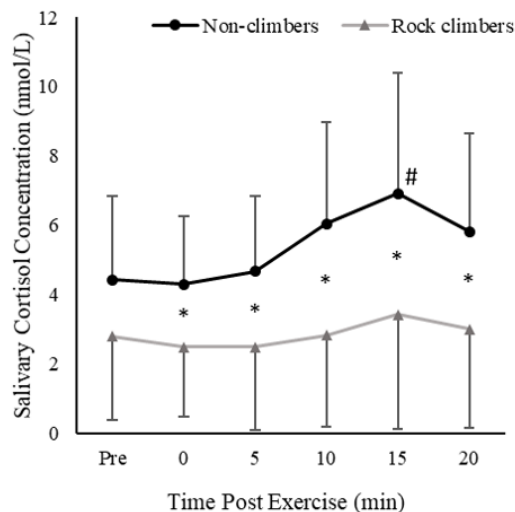 Non-climbers Rock climbers
Salivary Cortisol Concentration (nmol/L)
12
10
8
6
4
2
0
#
* * * * *
Pre 0 5 10 15 20
Time Post Exercise (min)